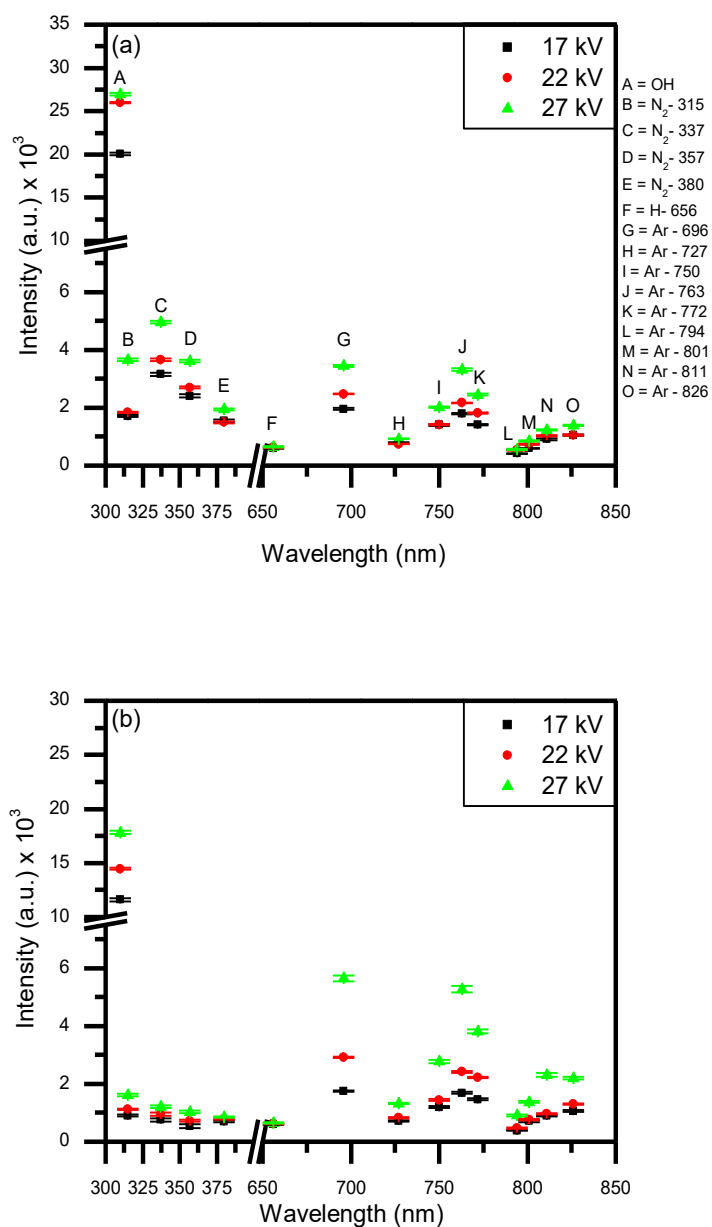 (a)
17 kV
22 kV
27 kV
35
30
25
20
15
10
6
4
2
0
Intensity (a.u.) x 10³
A
B
C
D
E
F
G
H
I
J
K
L
M
N
O
300 325 350 375 650 700 750 800 850
Wavelength (nm)
A = OH
B = N₂- 315
C = N₂- 337
D = N₂- 357
E = N₂- 380
F = H- 656
G = Ar - 696
H = Ar - 727
I = Ar - 750
J = Ar - 763
K = Ar - 772
L = Ar - 794
M = Ar - 801
N = Ar - 811
O = Ar - 826
(b)
17 kV
22 kV
27 kV
30
25
20
15
10
6
4
2
0
Intensity (a.u.) x 10³
300 325 350 375 650 700 750 800 850
Wavelength (nm)